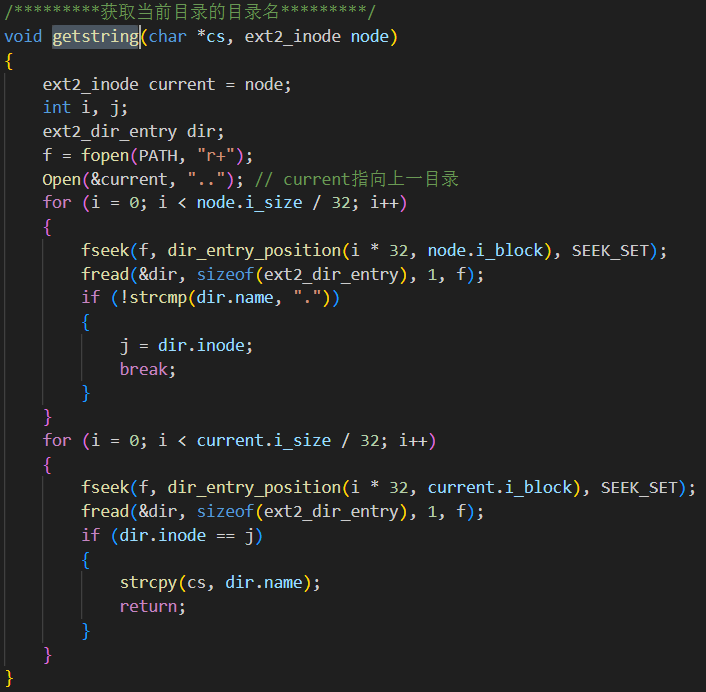 /*********获取当前目录的目录名*********/
void getstring(char *cs, ext2_inode node)
{
    ext2_inode current = node;
    int i, j;
    ext2_dir_entry dir;
    f = fopen(PATH, "r+");
    Open(&current, ".."); // current指向上一目录
    for (i = 0; i < node.i_size / 32; i++)
    {
        fseek(f, dir_entry_position(i * 32, node.i_block), SEEK_SET);
        fread(&dir, sizeof(ext2_dir_entry), 1, f);
        if (!strcmp(dir.name, "."))
        {
            j = dir.inode;
            break;
        }
    }
    for (i = 0; i < current.i_size / 32; i++)
    {
        fseek(f, dir_entry_position(i * 32, current.i_block), SEEK_SET);
        fread(&dir, sizeof(ext2_dir_entry), 1, f);
        if (dir.inode == j)
        {
            strcpy(cs, dir.name);
            return;
        }
    }
}